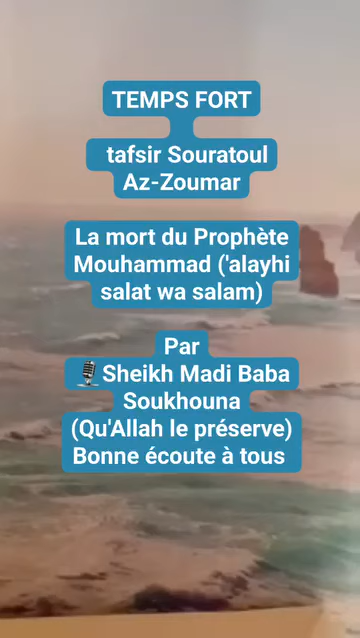 TEMPS FORT
tafsir Souratoul
Az-Zoumar
La mort du Prophète
Mouhammad ('alayhi
salat wa salam)
Par
🎙Sheikh Madi Baba
Soukhouna
(Qu'Allah le préserve)
Bonne écoute à tous